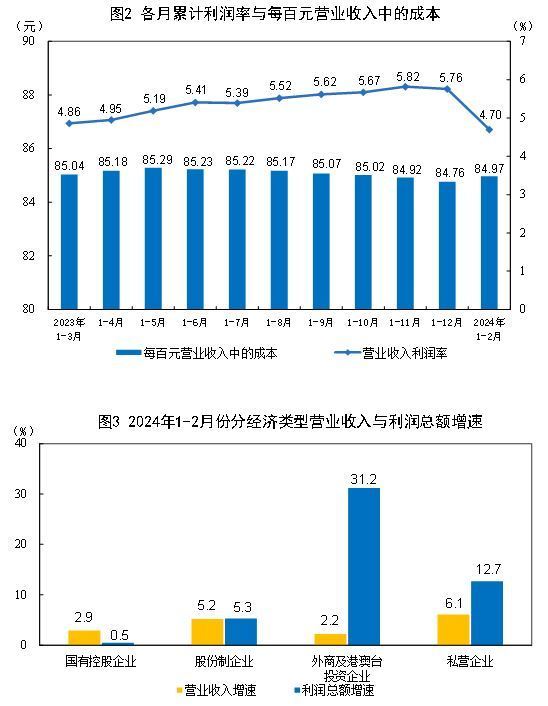 图2 各月累计利润率与每百元营业收入中的成本
(元) (%)
90 7
88 6
86 5
84 4
82 3
80 2
1
0
4.86 4.95 5.19 5.41 5.39 5.52 5.62 5.67 5.82 5.76 4.70
85.04 85.18 85.29 85.23 85.22 85.17 85.07 85.02 84.92 84.76 84.97
2023年 1-4月 1-5月 1-6月 1-7月 1-8月 1-9月 1-10月 1-11月 1-12月 2024年
1-3月 1-2月
每百元营业收入中的成本 营业收入利润率
图3 2024年1-2月份分经济类型营业收入与利润总额增速
(%)
40
30
20
10
0
2.9 0.5 5.2 5.3 2.2 31.2 6.1 12.7
国有控股企业 股份制企业 外商及港澳台 私营企业
投资企业
营业收入增速 利润总额增速